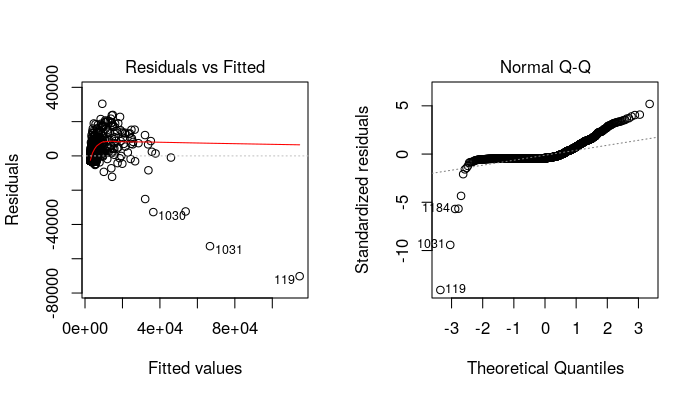 Residuals vs Fitted
Residuals
40000
0
-40000
-80000
1030
1031
119
0e+00 4e+04 8e+04
Fitted values
Normal Q-Q
Standardized residuals
5
0
-5
-10
1184
1031
119
-3 -2 -1 0 1 2 3
Theoretical Quantiles